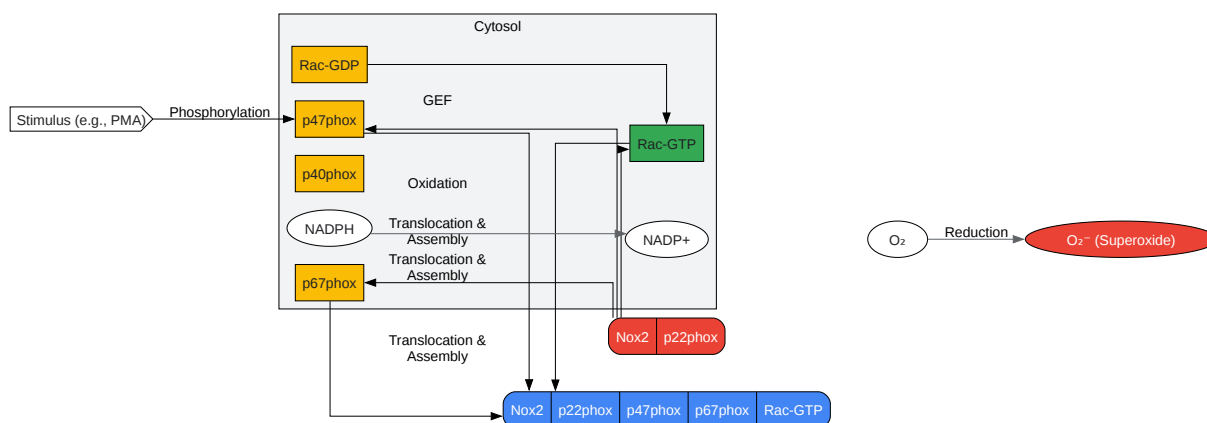 Cytosol
Rac-GDP
GEF
Stimulus (e.g., PMA)
Phosphorylation
p47phox
Rac-GTP
p40phox
Oxidation
NADPH
Translocation &
Assembly
NADP+
O₂
Reduction
O₂⁻ (Superoxide)
Translocation &
Assembly
p67phox
Nox2
p22phox
Translocation &
Assembly
Nox2
p22phox
p47phox
p67phox
Rac-GTP